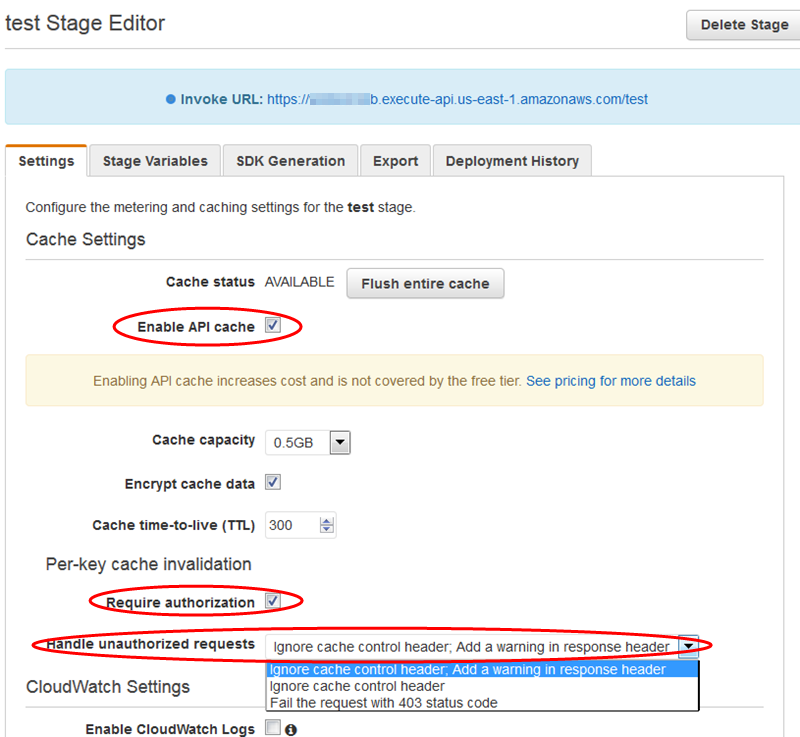 test Stage Editor
Delete Stage
Invoke URL: https:// b.execute-api.us-east-1.amazonaws.com/test
Settings
Stage Variables
SDK Generation
Export
Deployment History
Configure the metering and caching settings for the test stage.
Cache Settings
Cache status AVAILABLE Flush entire cache
Enable API cache
Enabling API cache increases cost and is not covered by the free tier. See pricing for more details
Cache capacity 0.5GB
Encrypt cache data
Cache time-to-live (TTL) 300
Per-key cache invalidation
Require authorization
Handle unauthorized requests Ignore cache control header; Add a warning in response header
Ignore cache control header; Add a warning in response header
Ignore cache control header
Fail the request with 403 status code
CloudWatch Settings
Enable CloudWatch Logs